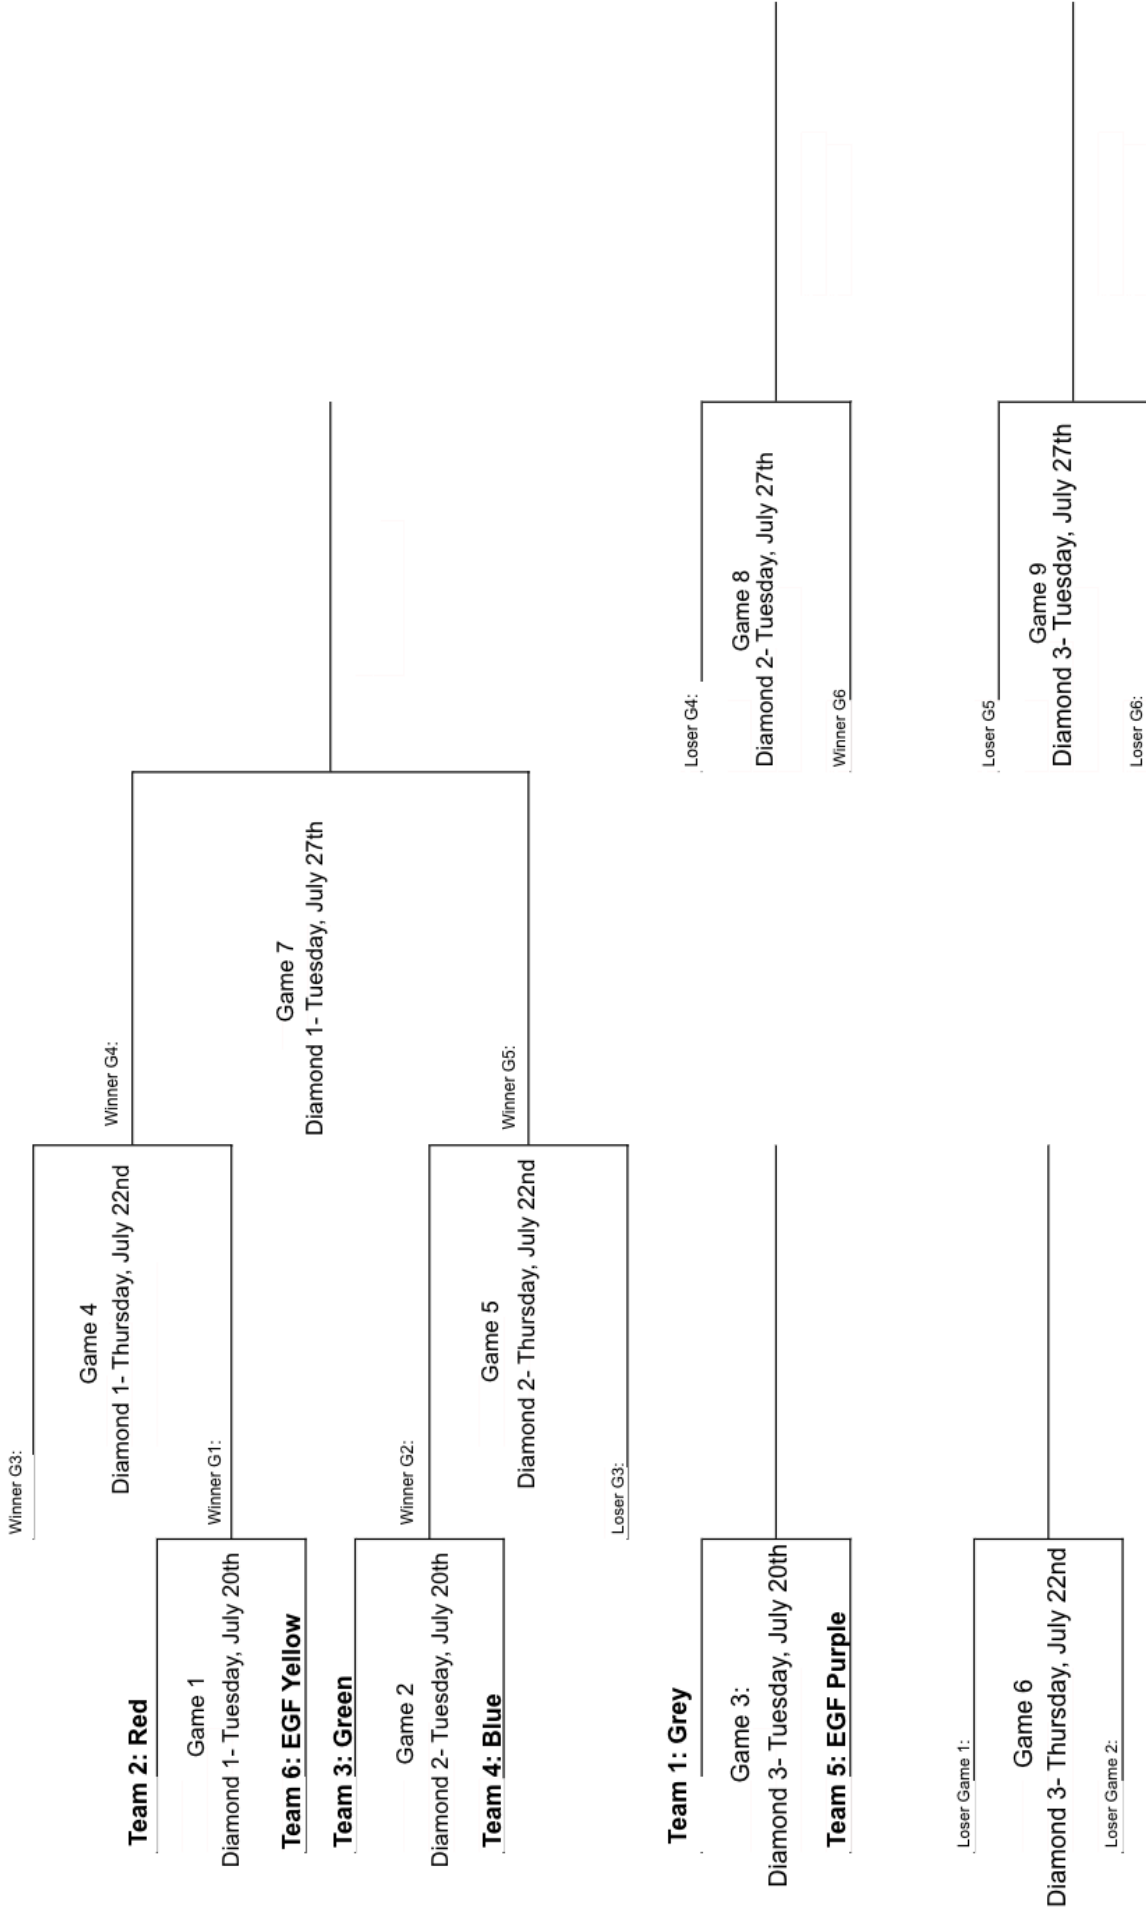 Winner G3:
Game 4
Diamond 1- Thursday, July 22nd
Winner G4:
Team 2: Red
Game 1
Diamond 1- Tuesday, July 20th
Winner G1:
Team 6: EGF Yellow
Game 7
Diamond 1- Tuesday, July 27th
Team 3: Green
Game 2
Diamond 2- Tuesday, July 20th
Winner G2:
Team 4: Blue
Game 5
Diamond 2- Thursday, July 22nd
Winner G5:
Loser G3:
Team 1: Grey
Game 3:
Diamond 3- Tuesday, July 20th
Team 5: EGF Purple
Loser G4:
Game 8
Diamond 2- Tuesday, July 27th
Winner G6
Loser Game 1:
Game 6
Diamond 3- Thursday, July 22nd
Loser Game 2:
Loser G5
Game 9
Diamond 3- Tuesday, July 27th
Loser G6: